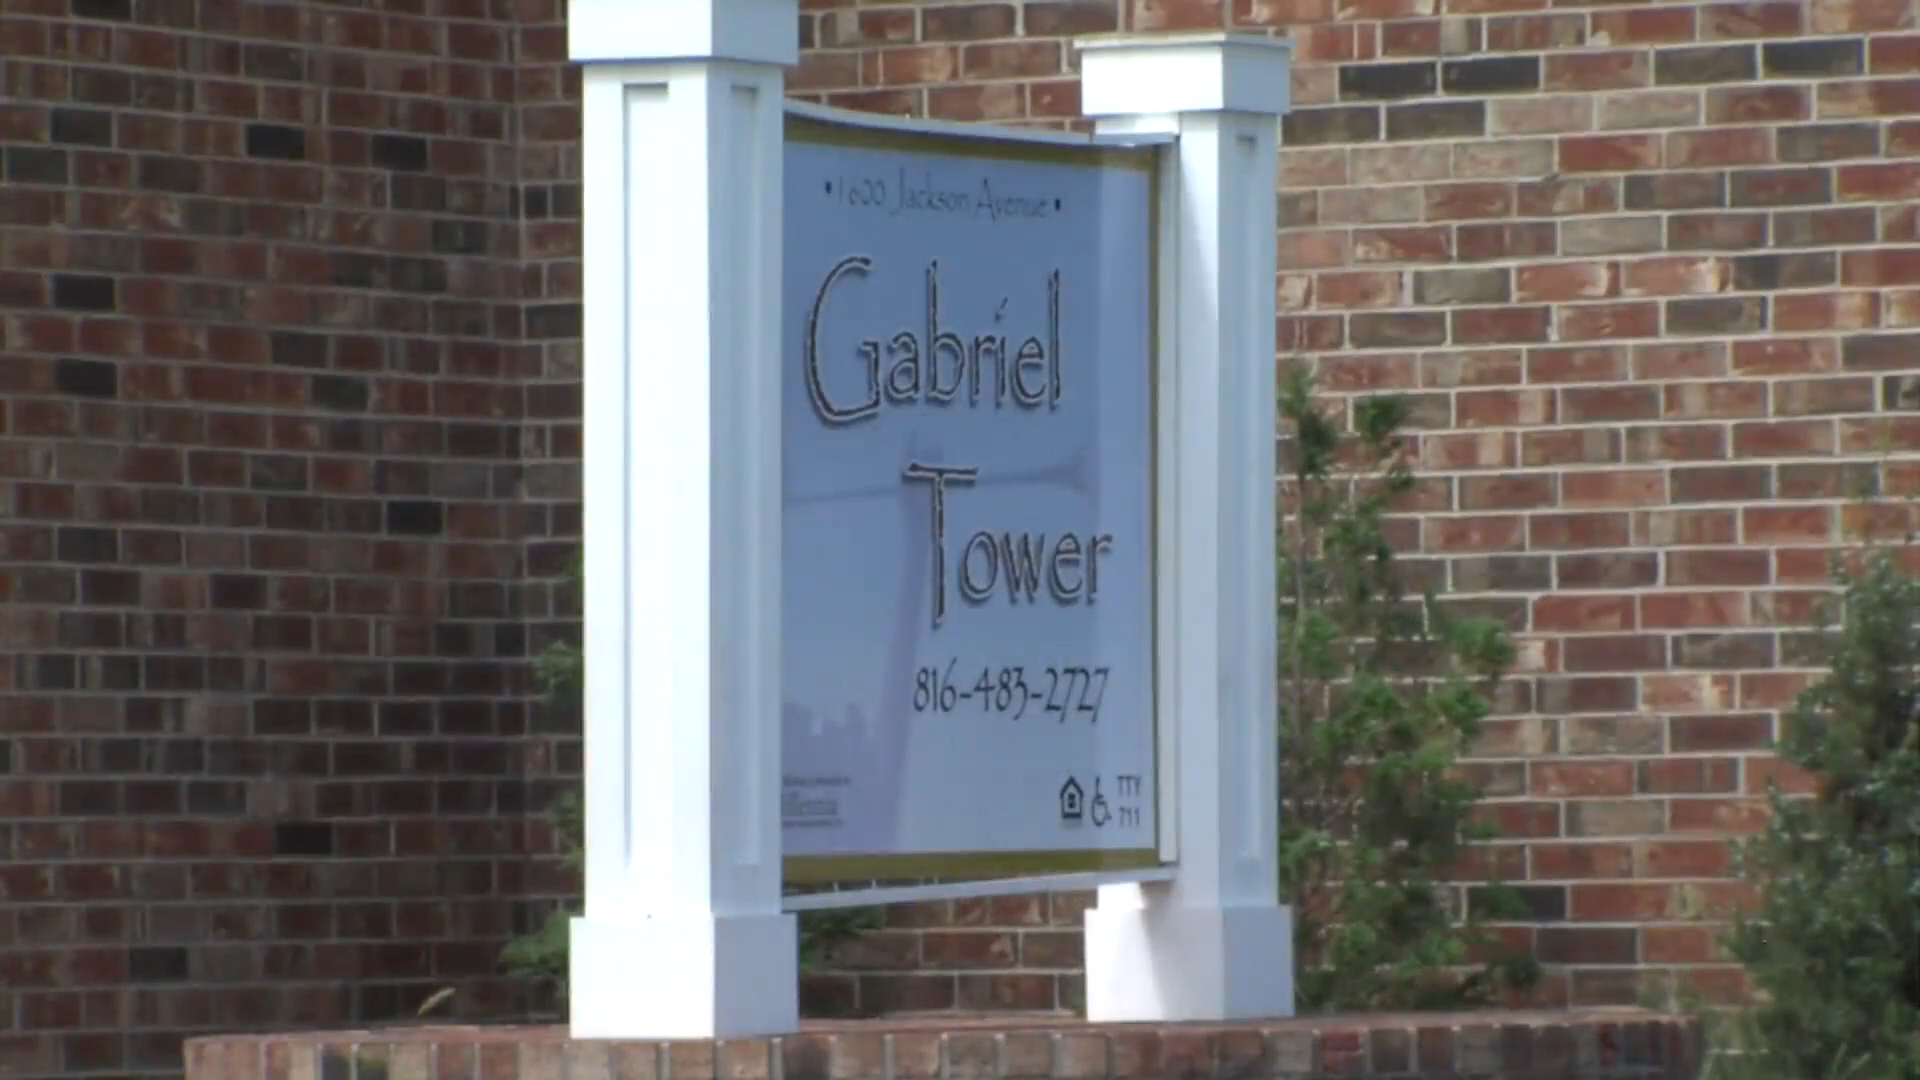 • 1600 Jackson Avenue •
Gabriel
Tower
816-483-2727
TTY
711